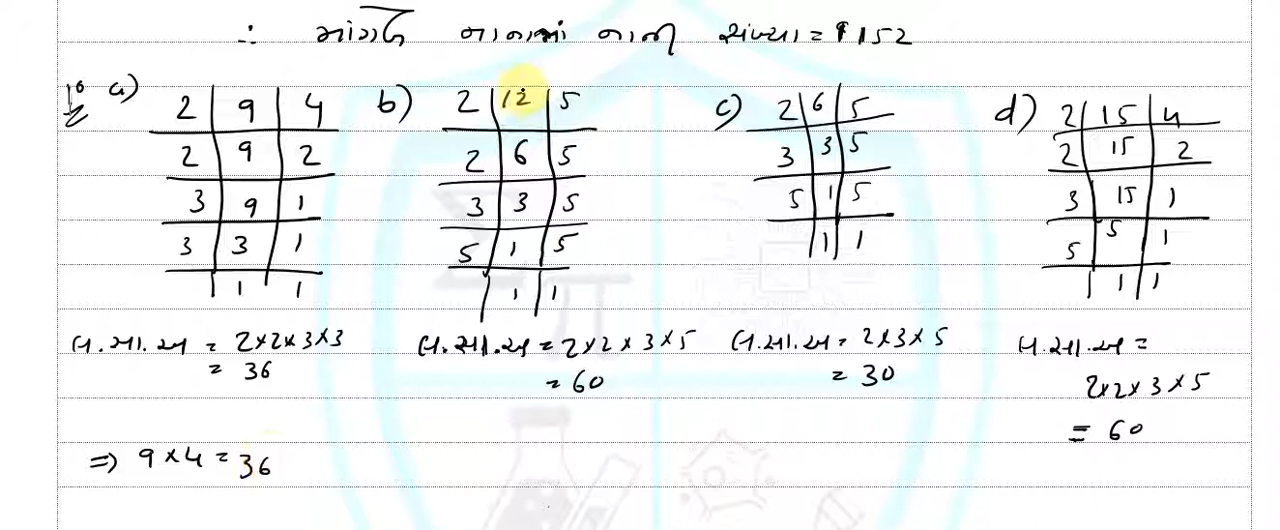 ∴ માંગેલ નાનામાં નાની સંખ્યા = 1152
10 a) 2 9 4
2 9 2
3 9 1
3 3 1
1 1
લ.સા.અ = 2×2×3×3
= 36
⇒ 9×4 = 36
b) 2 12 5
2 6 5
3 3 5
5 1 5
1 1
લ.સા.અ = 2×2×3×5
= 60
c) 2 6 5
3 3 5
5 1 5
1 1
લ.સા.અ = 2×3×5
= 30
d) 2 15 4
2 15 2
3 15 1
5 5 1
1 1
લ.સા.અ =
2×2×3×5
= 60